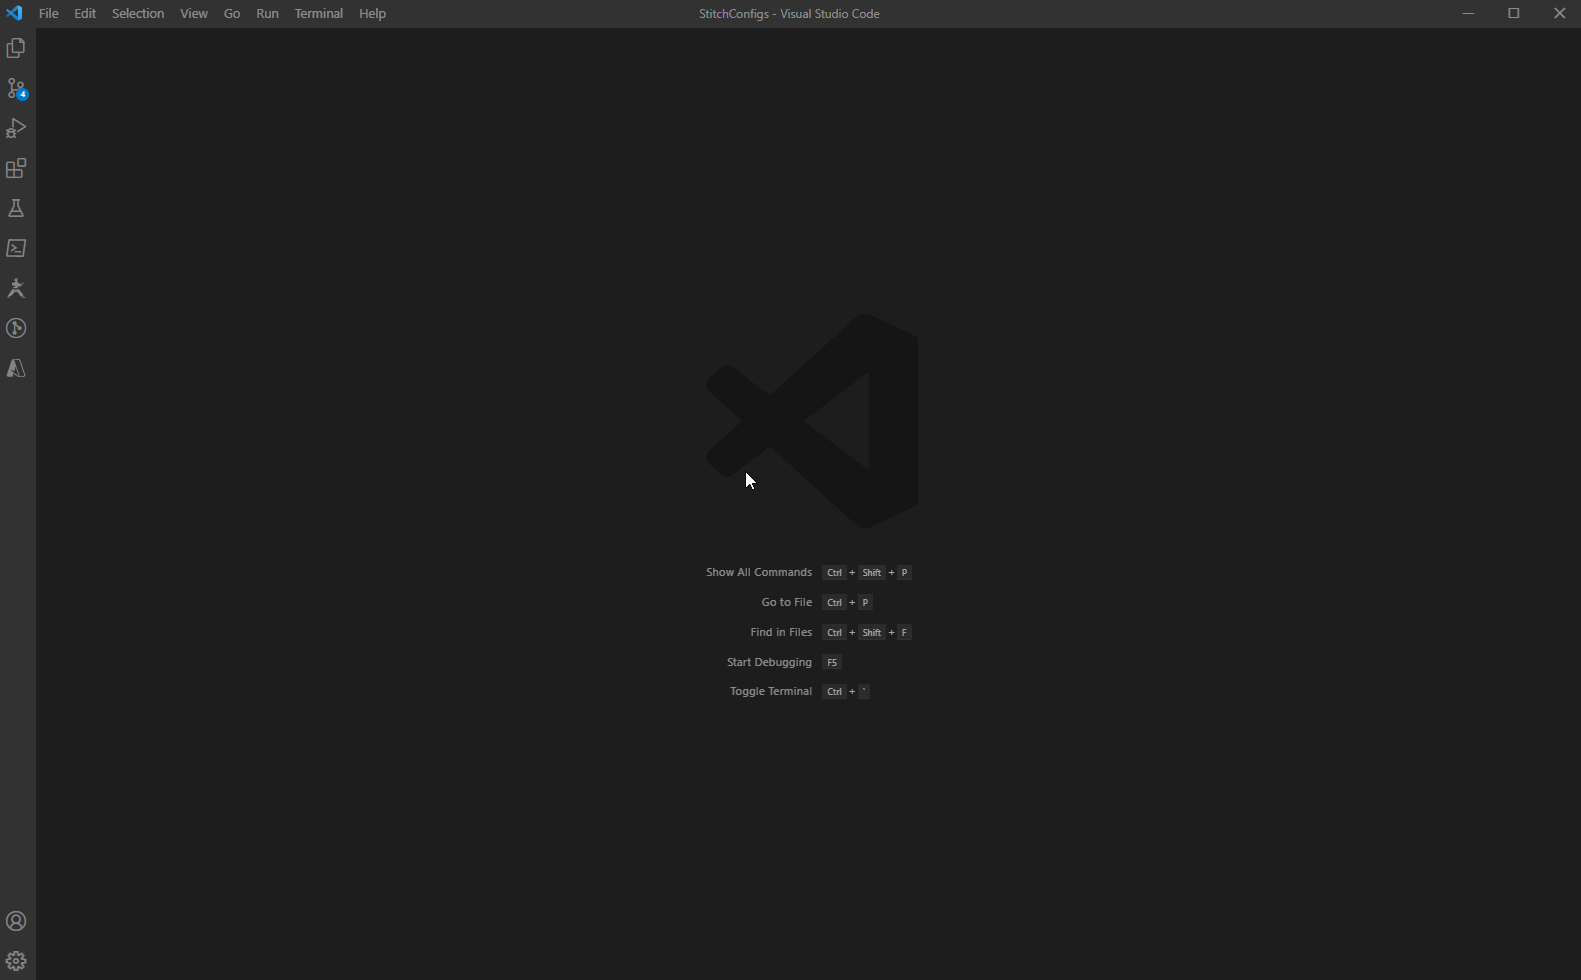 File Edit Selection View Go Run Terminal Help
StitchConfigs - Visual Studio Code
4
Show All Commands Ctrl + Shift + P
Go to File Ctrl + P
Find in Files Ctrl + Shift + F
Start Debugging F5
Toggle Terminal Ctrl + `